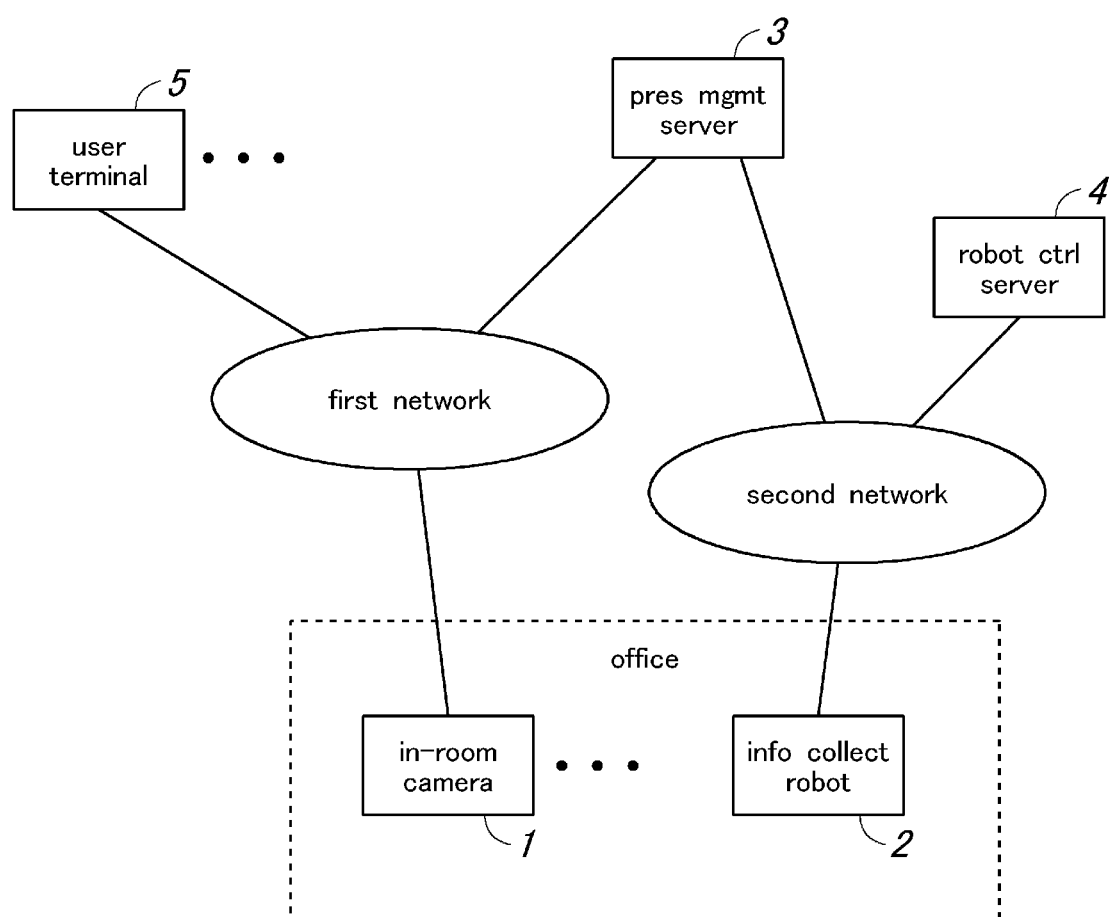 3
pres mgmt
server
5
user
terminal
4
robot ctrl
server
first network
second network
office
in-room
camera
info collect
robot
1
2